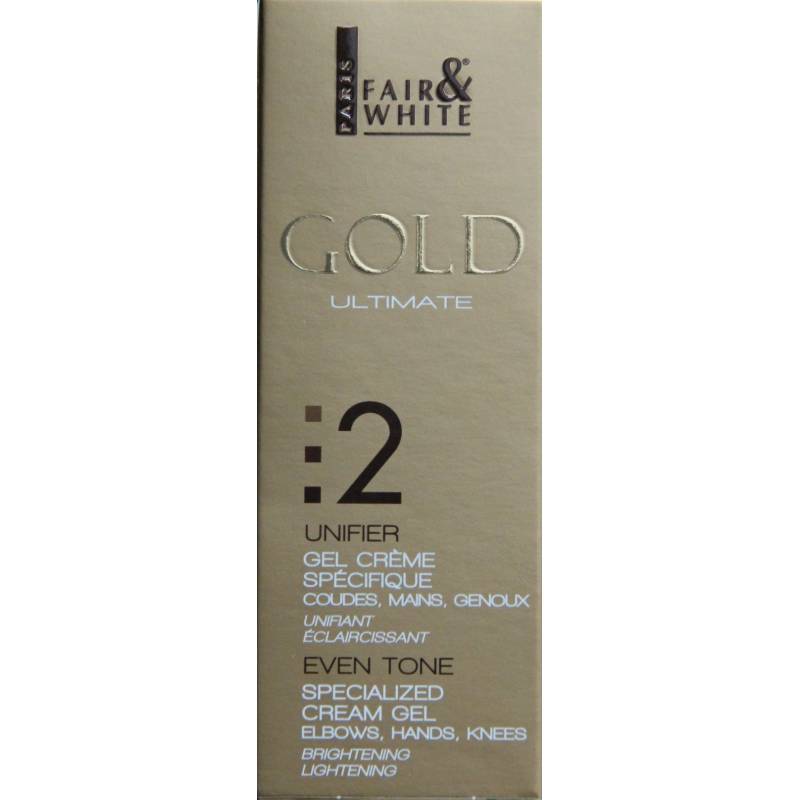 PARIS
FAIR &®
WHITE
GOLD
ULTIMATE
:2
UNIFIER
GEL CRÈME
SPÉCIFIQUE
COUDES, MAINS, GENOUX
UNIFIANT
ÉCLAIRCISSANT
EVEN TONE
SPECIALIZED
CREAM GEL
ELBOWS, HANDS, KNEES
BRIGHTENING
LIGHTENING